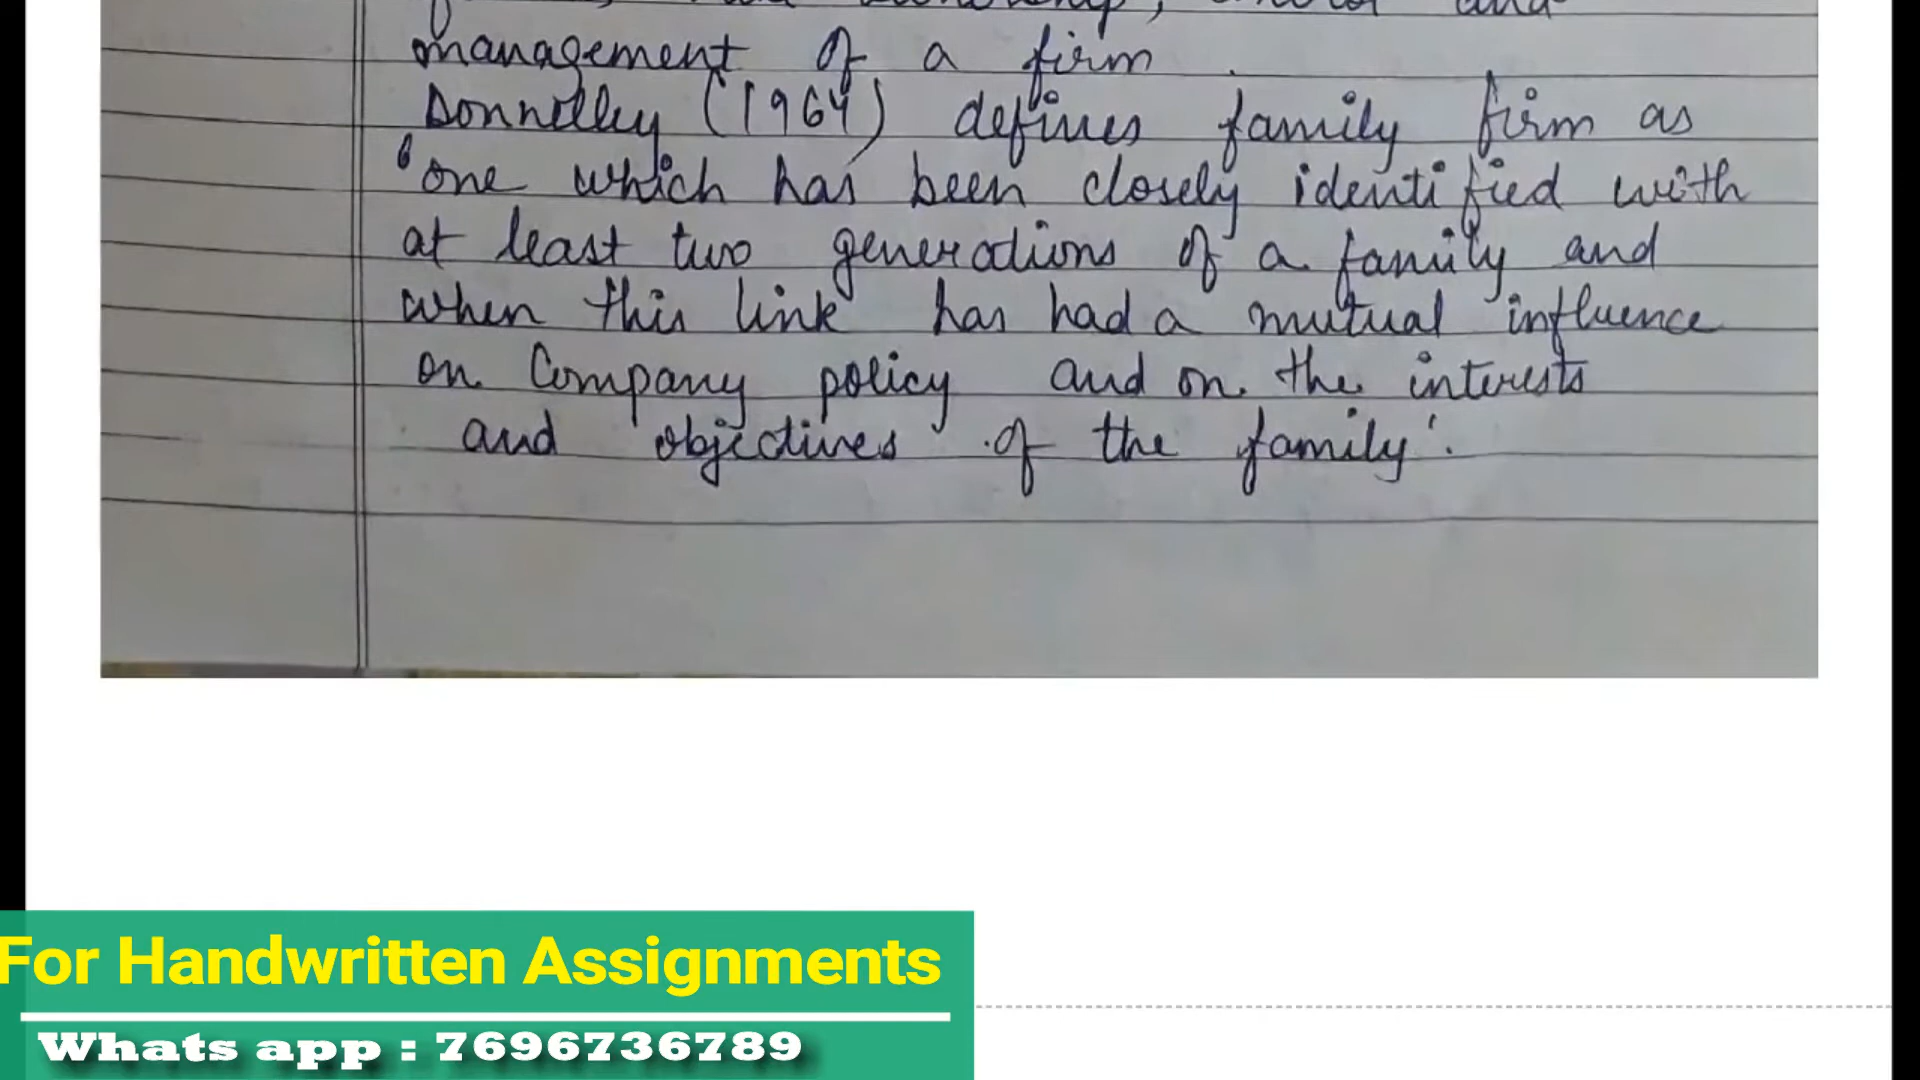 management of a firm
Donnelley (1964) defines family firm as
'one which has been closely identified with
at least two generations of a family and
when this link has had a mutual influence
on Company policy and on the interests
and objectives of the family'.
For Handwritten Assignments
Whats app : 7696736789